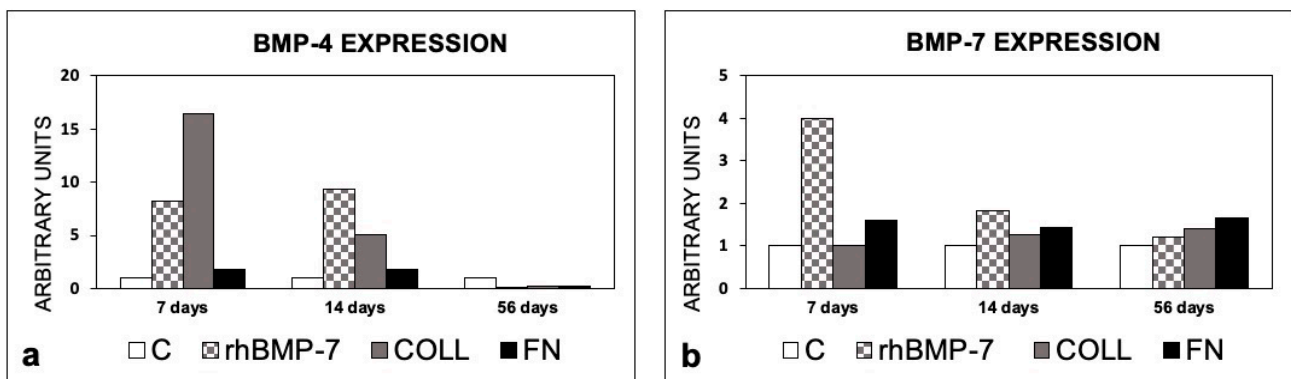 BMP-4 EXPRESSION
ARBITRARY UNITS
20
15
10
5
0
7 days 14 days 56 days
a C rhBMP-7 COLL FN
BMP-7 EXPRESSION
ARBITRARY UNITS
5
4
3
2
1
0
7 days 14 days 56 days
b C rhBMP-7 COLL FN